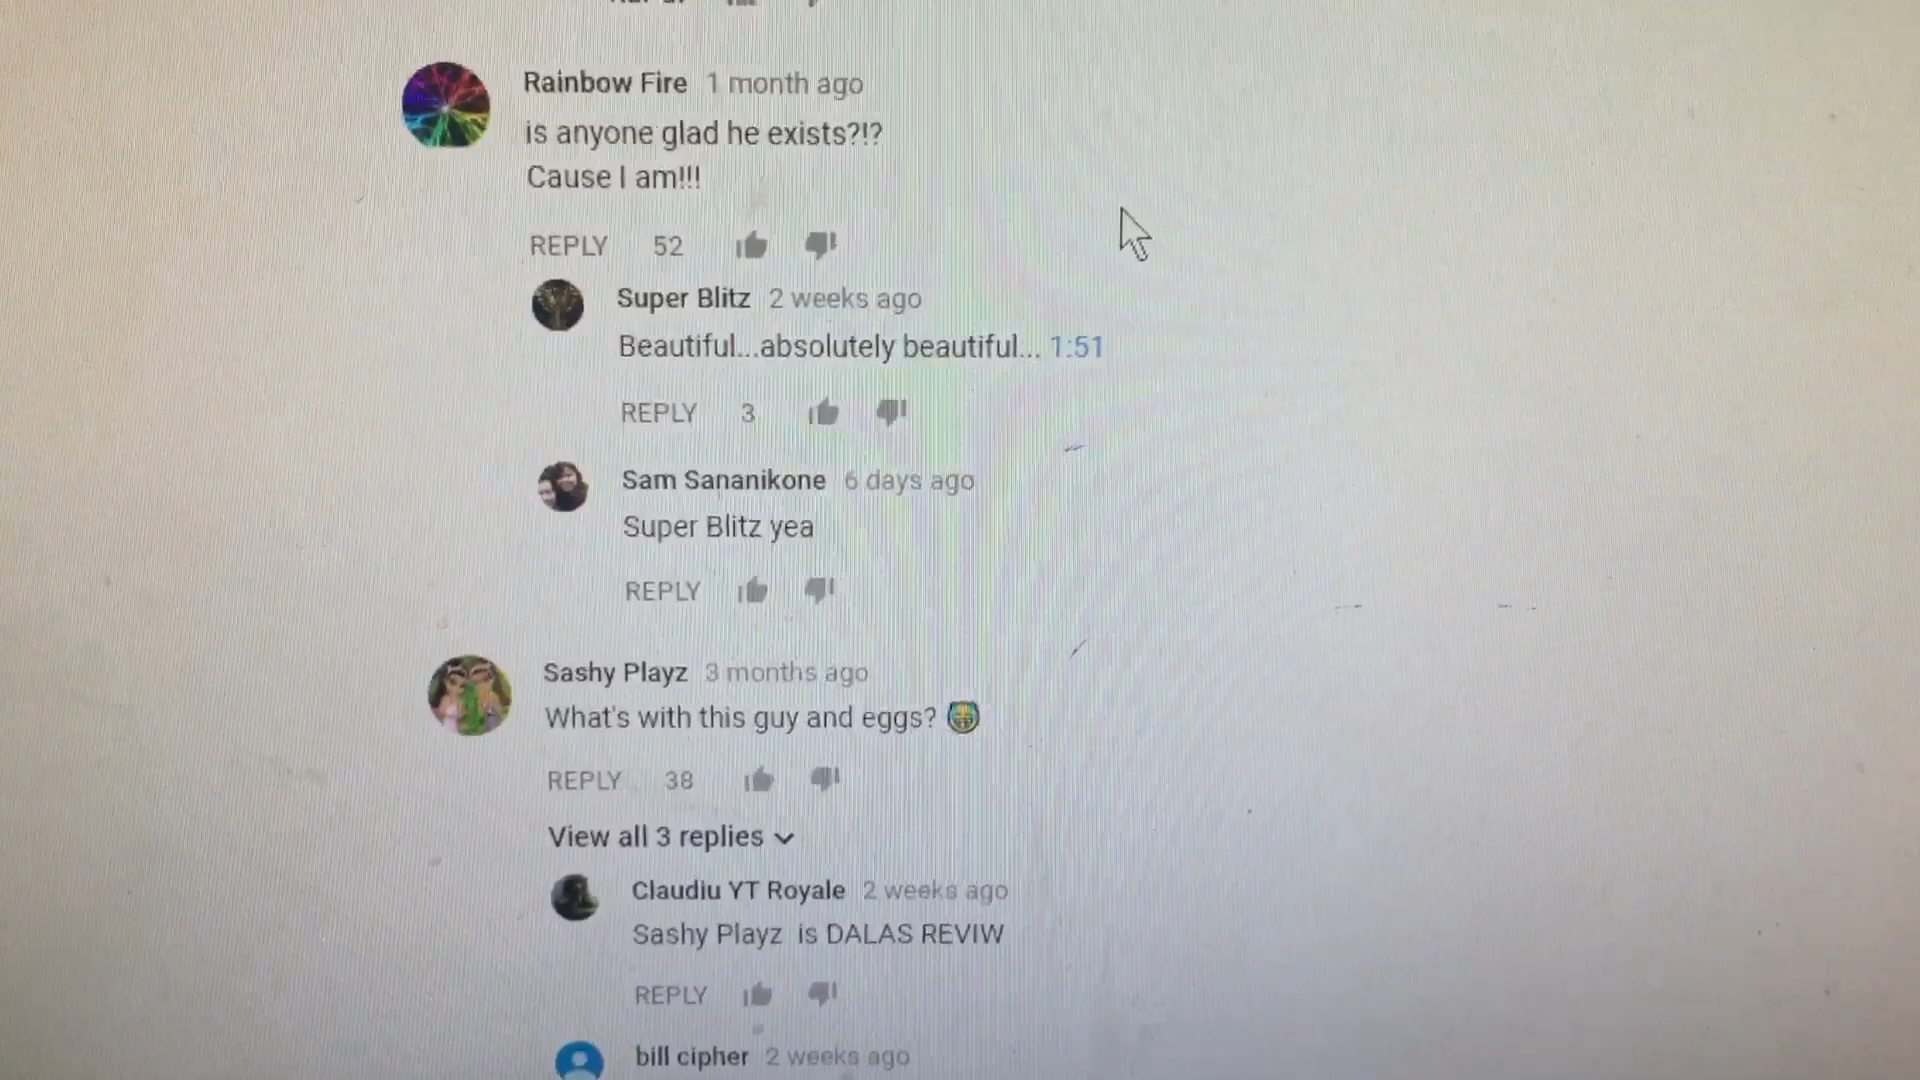 Rainbow Fire 1 month ago
is anyone glad he exists?!?
Cause I am!!!
REPLY 52
Super Blitz 2 weeks ago
Beautiful...absolutely beautiful... 1:51
REPLY 3
Sam Sananikone 6 days ago
Super Blitz yea
REPLY
Sashy Playz 3 months ago
What's with this guy and eggs?
REPLY 38
View all 3 replies
Claudiu YT Royale 2 weeks ago
Sashy Playz is DALAS REVIW
REPLY
bill cipher 2 weeks ago